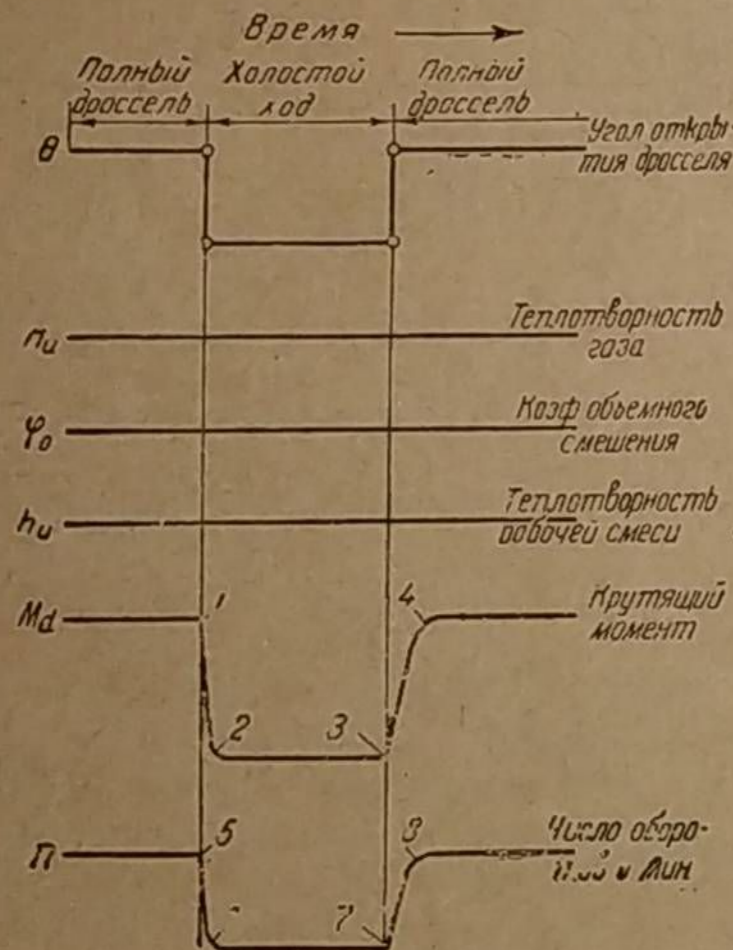 Время
Полный
дроссель
Холостой
ход
Полный
дроссель
θ
Угол откры-
тия дросселя
Теплотворность
газа
φ₀
Коэф объемного
смешения
hu
Теплотворность
рабочей смеси
Md
1
4
Крутящий
момент
2
3
П
5
Число оборо-
мин
7